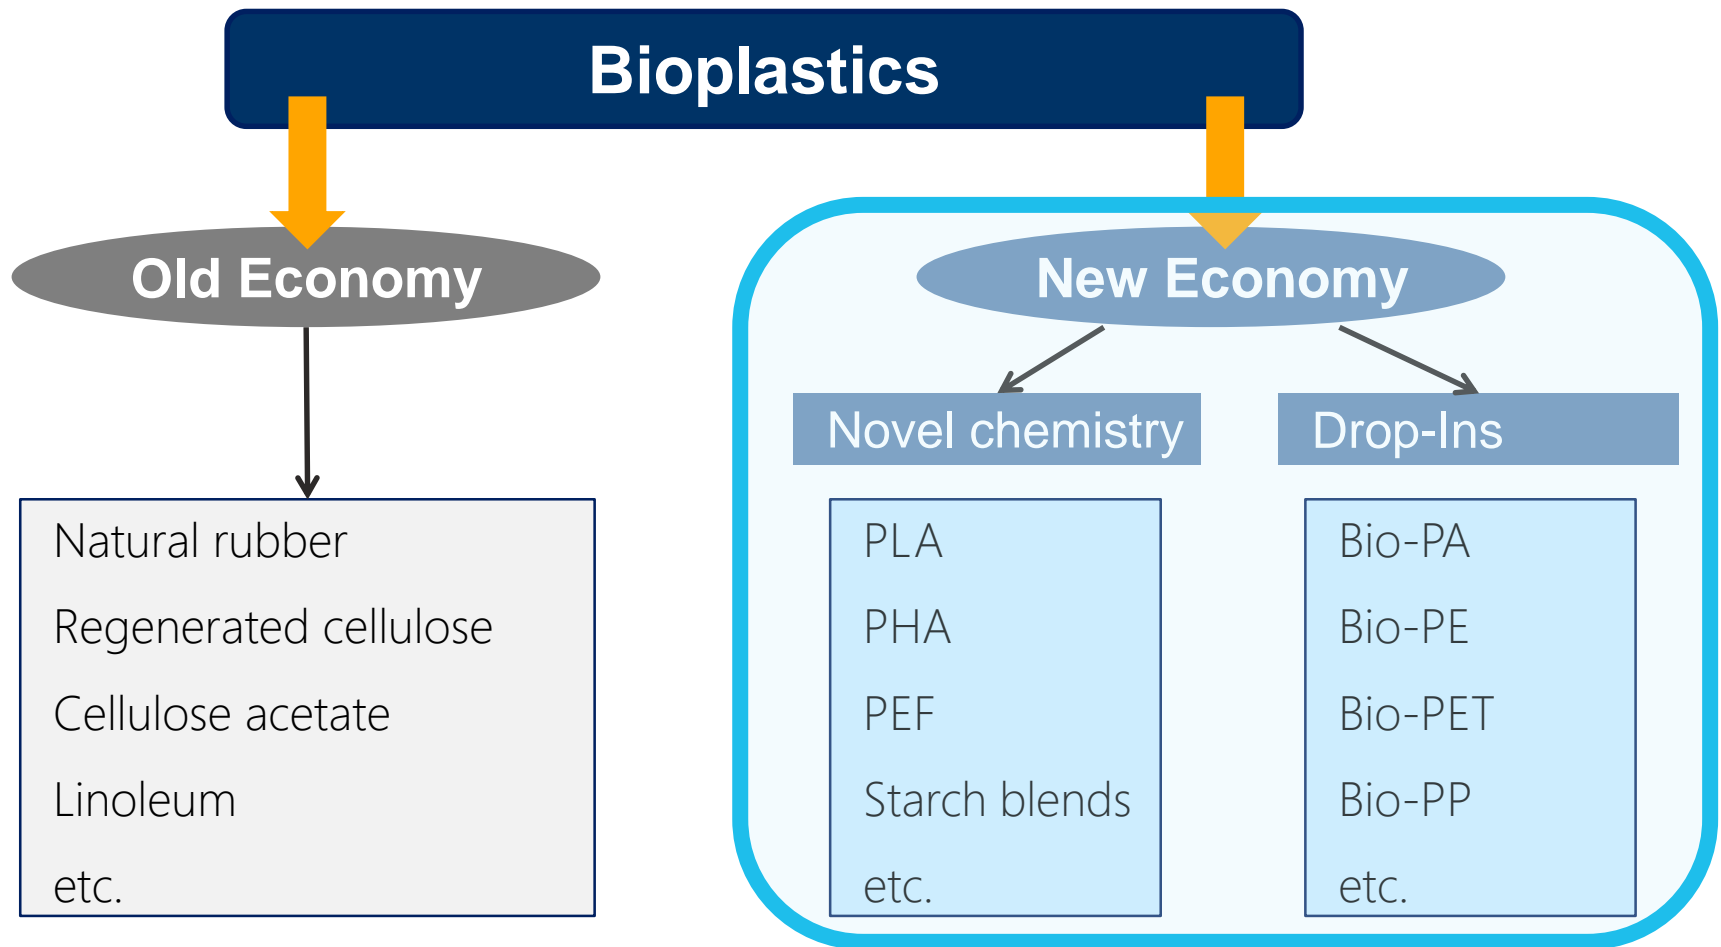 Bioplastics
Old Economy
New Economy
Novel chemistry
Drop-Ins
Natural rubber
Regenerated cellulose
Cellulose acetate
Linoleum
etc.
PLA
PHA
PEF
Starch blends
etc.
Bio-PA
Bio-PE
Bio-PET
Bio-PP
etc.